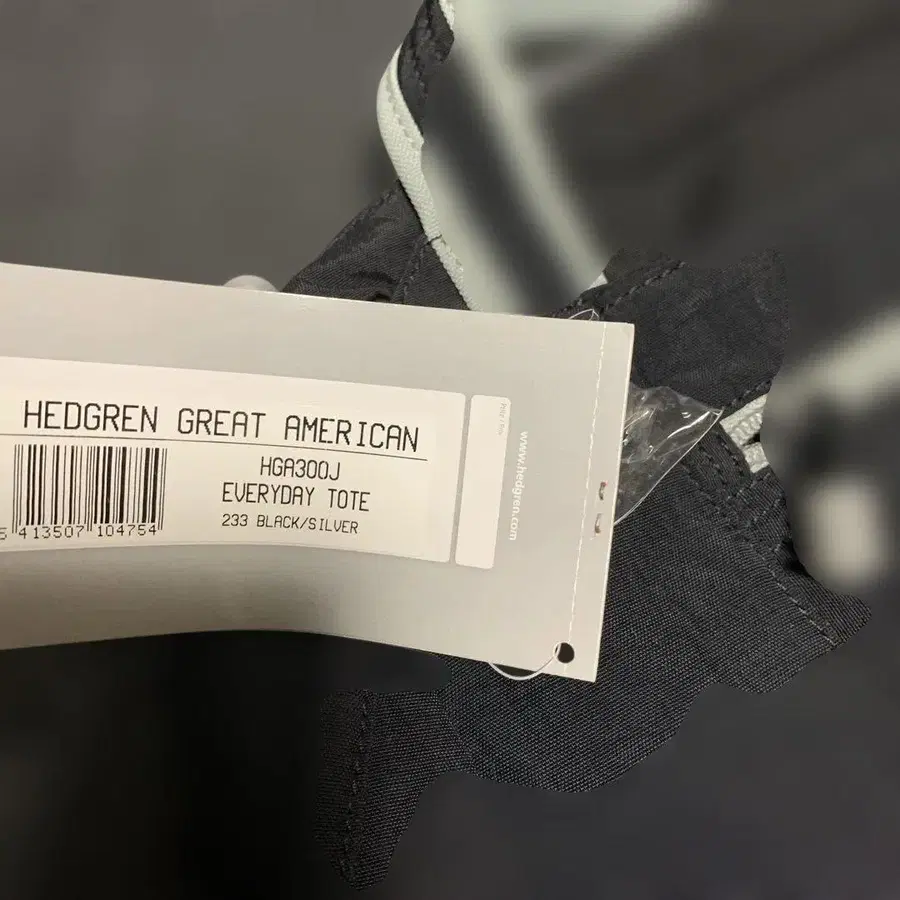 HEDGREN GREAT AMERICAN
HGA300J
EVERYDAY TOTE
233 BLACK/SILVER
5 413507 104754
www.hedgren.com